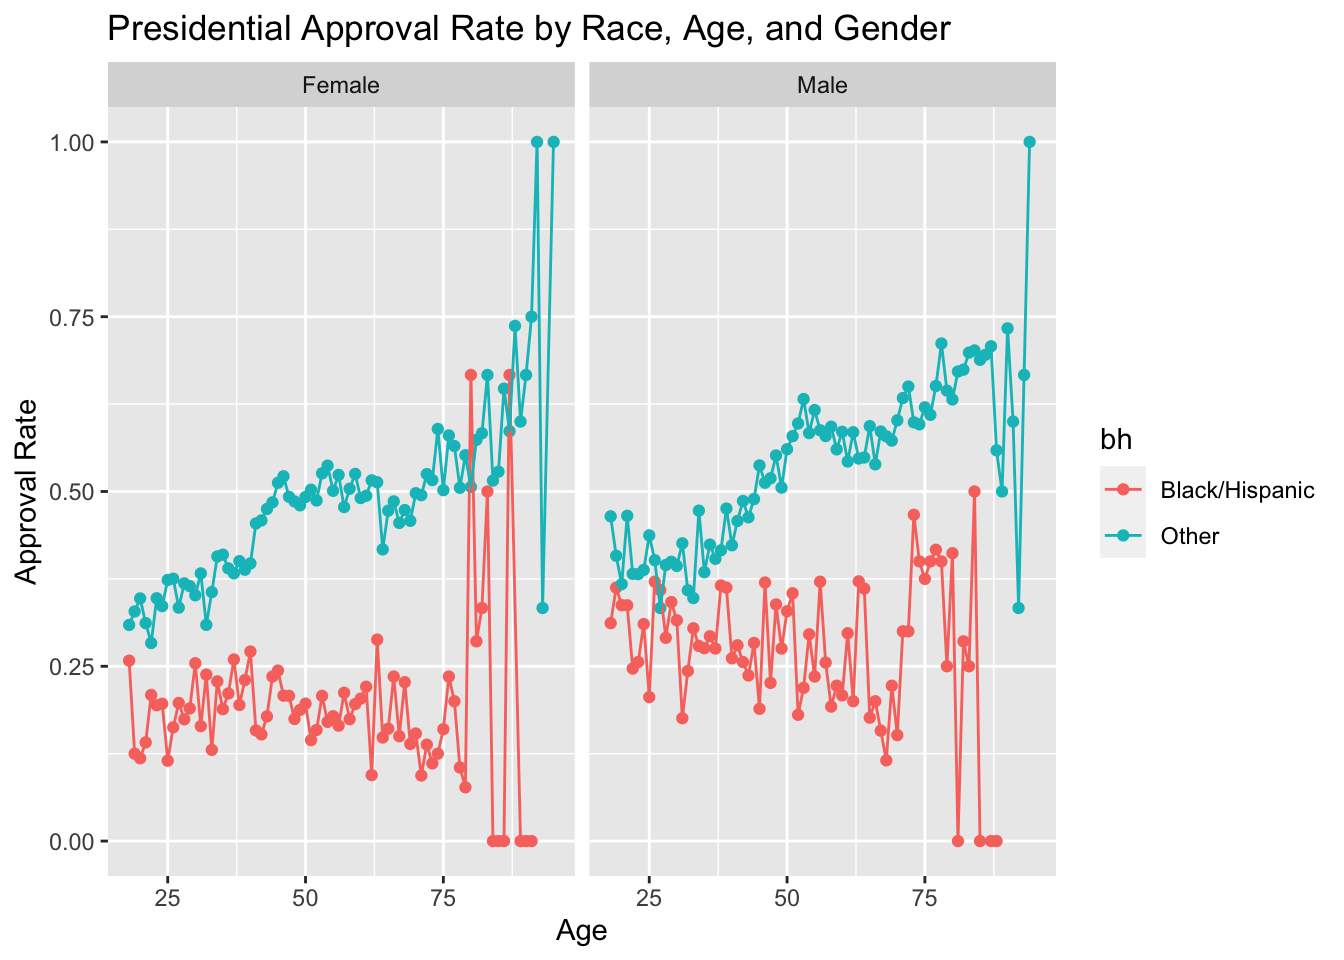 Presidential Approval Rate by Race, Age, and Gender
Female
Male
1.00
0.75
0.50
0.25
0.00
Approval Rate
25
50
75
25
50
75
Age
bh
Black/Hispanic
Other